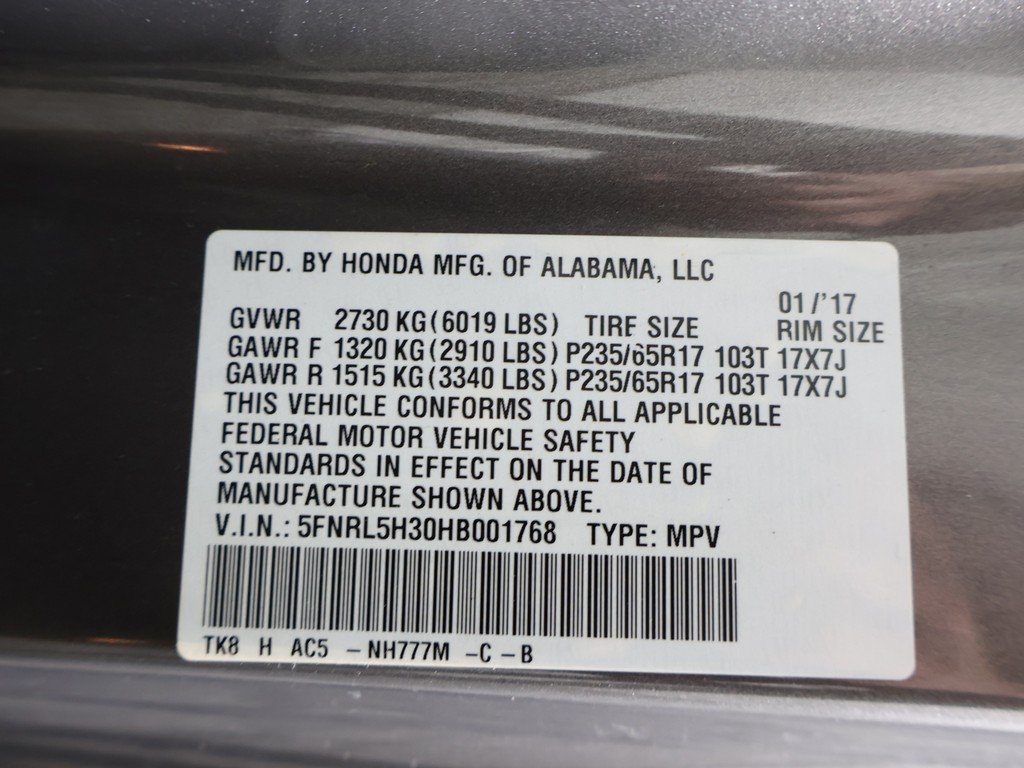 MFD. BY HONDA MFG. OF ALABAMA, LLC
01/'17
GVWR 2730 KG(6019 LBS) TIRE SIZE RIM SIZE
GAWR F 1320 KG(2910 LBS) P235/65R17 103T 17X7J
GAWR R 1515 KG(3340 LBS) P235/65R17 103T 17X7J
THIS VEHICLE CONFORMS TO ALL APPLICABLE
FEDERAL MOTOR VEHICLE SAFETY
STANDARDS IN EFFECT ON THE DATE OF
MANUFACTURE SHOWN ABOVE.
V.I.N.: 5FNRL5H30HB001768 TYPE: MPV
TK8 H AC5 -NH777M -C -B